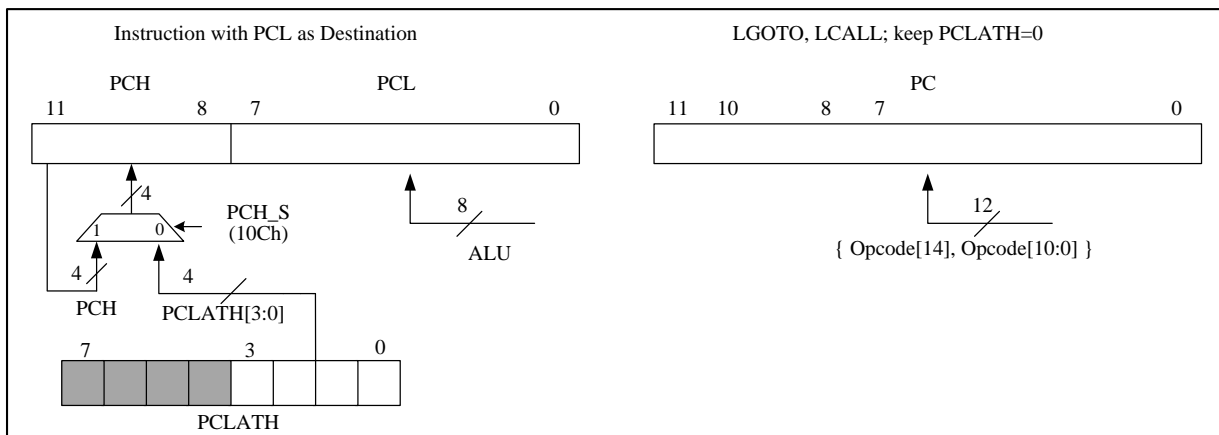 Instruction with PCL as Destination
LGOTO, LCALL; keep PCLATH=0
PCH
PCL
PC
11
8
7
0
11
10
8
7
0
4
PCH_S
(10Ch)
1
0
8
ALU
12
{ Opcode[14], Opcode[10:0] }
4
PCH
4
PCLATH[3:0]
7
3
0
PCLATH